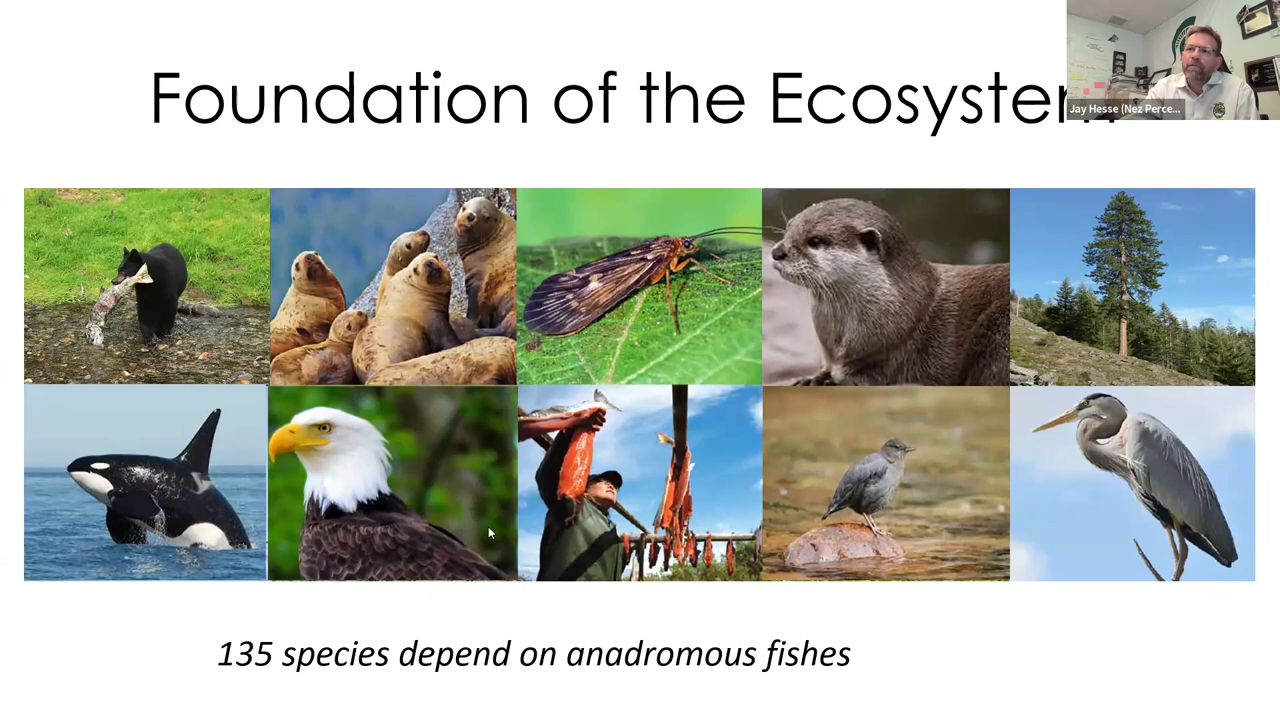 Foundation of the Ecosystem
Jay Hesse (Nez Perce...
135 species depend on anadromous fishes